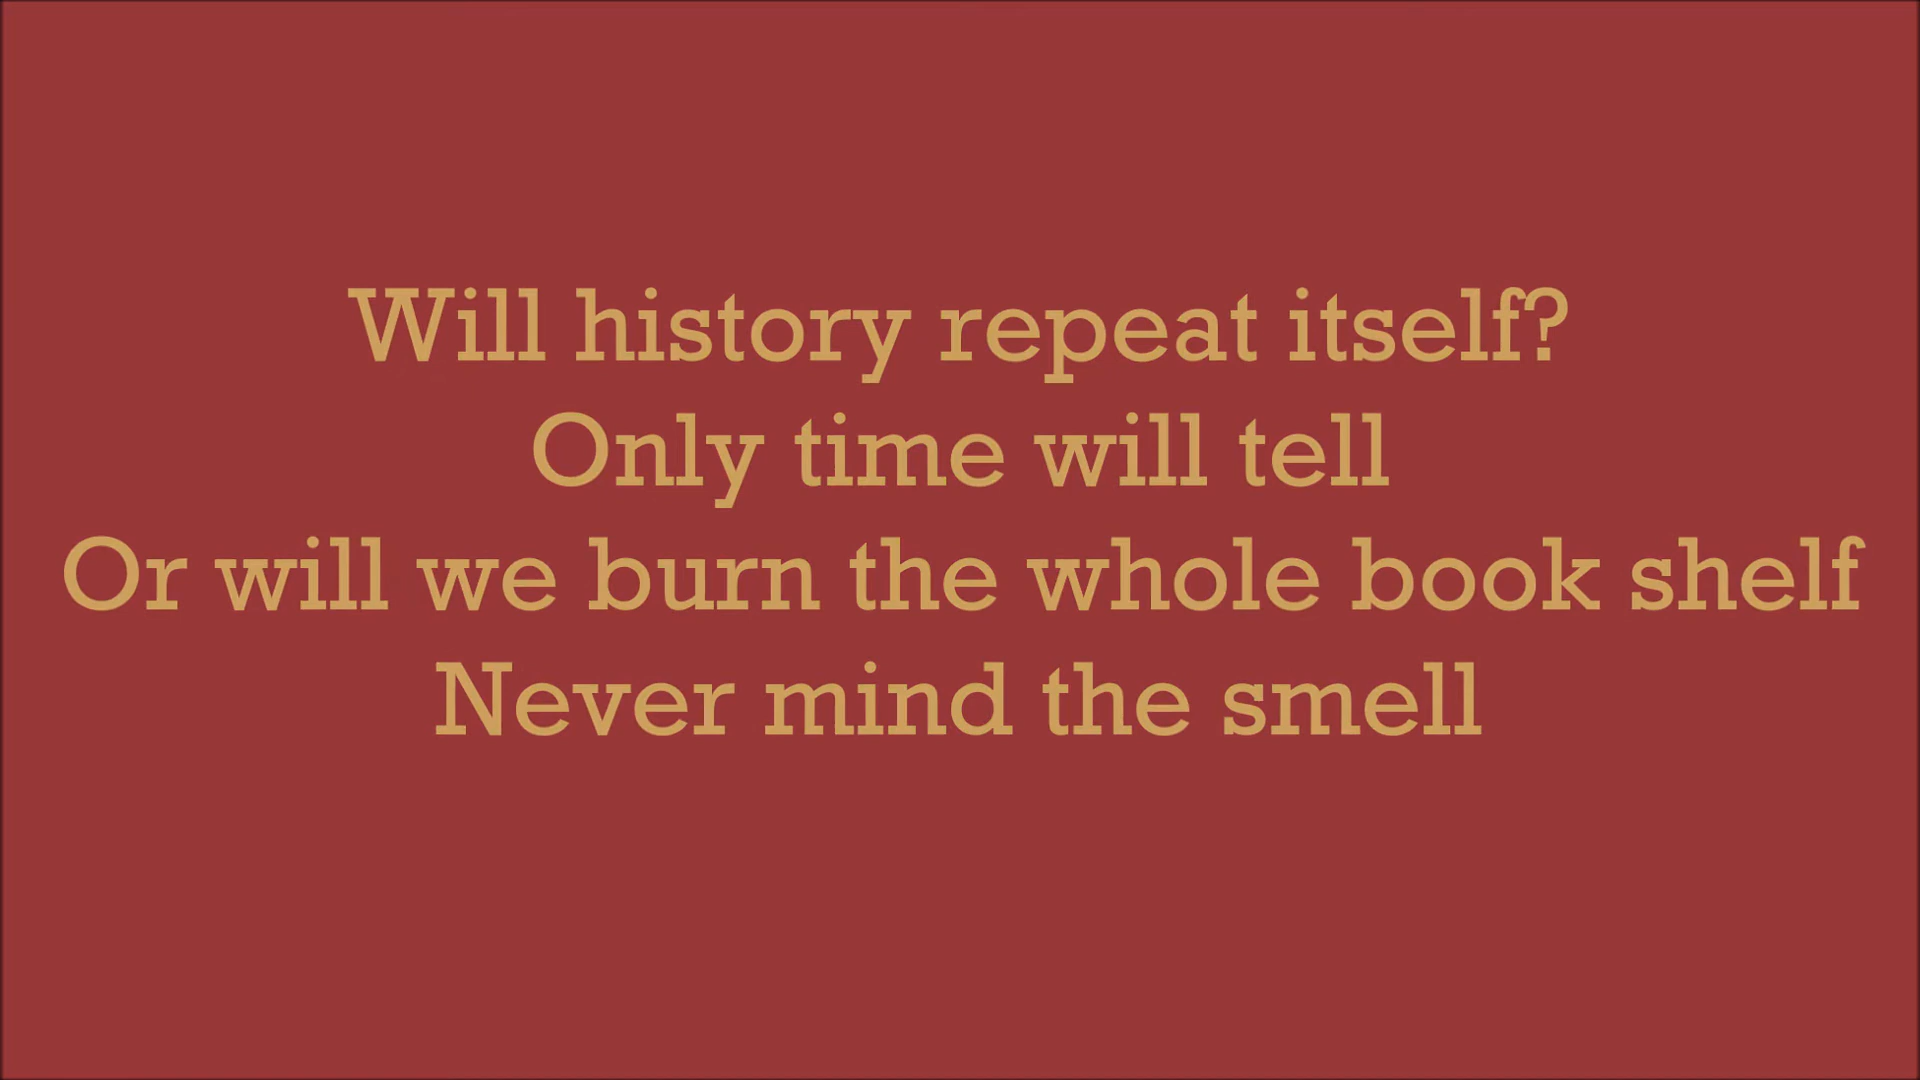 Will history repeat itself?
Only time will tell
Or will we burn the whole book shelf
Never mind the smell